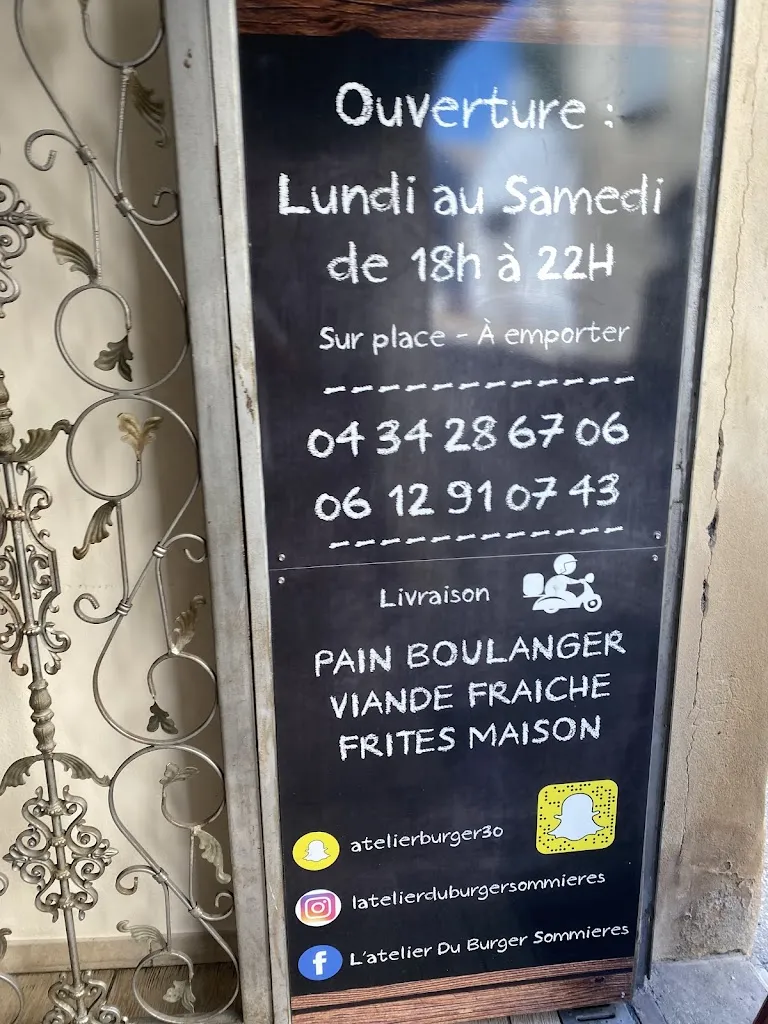 Ouverture :
Lundi au Samedi
de 18h à 22H
Sur place - À emporter
04 34 28 67 06
06 12 91 07 43
Livraison
PAIN BOULANGER
VIANDE FRAICHE
FRITES MAISON
atelierburger30
latelierduburgersommieres
L'atelier Du Burger Sommieres